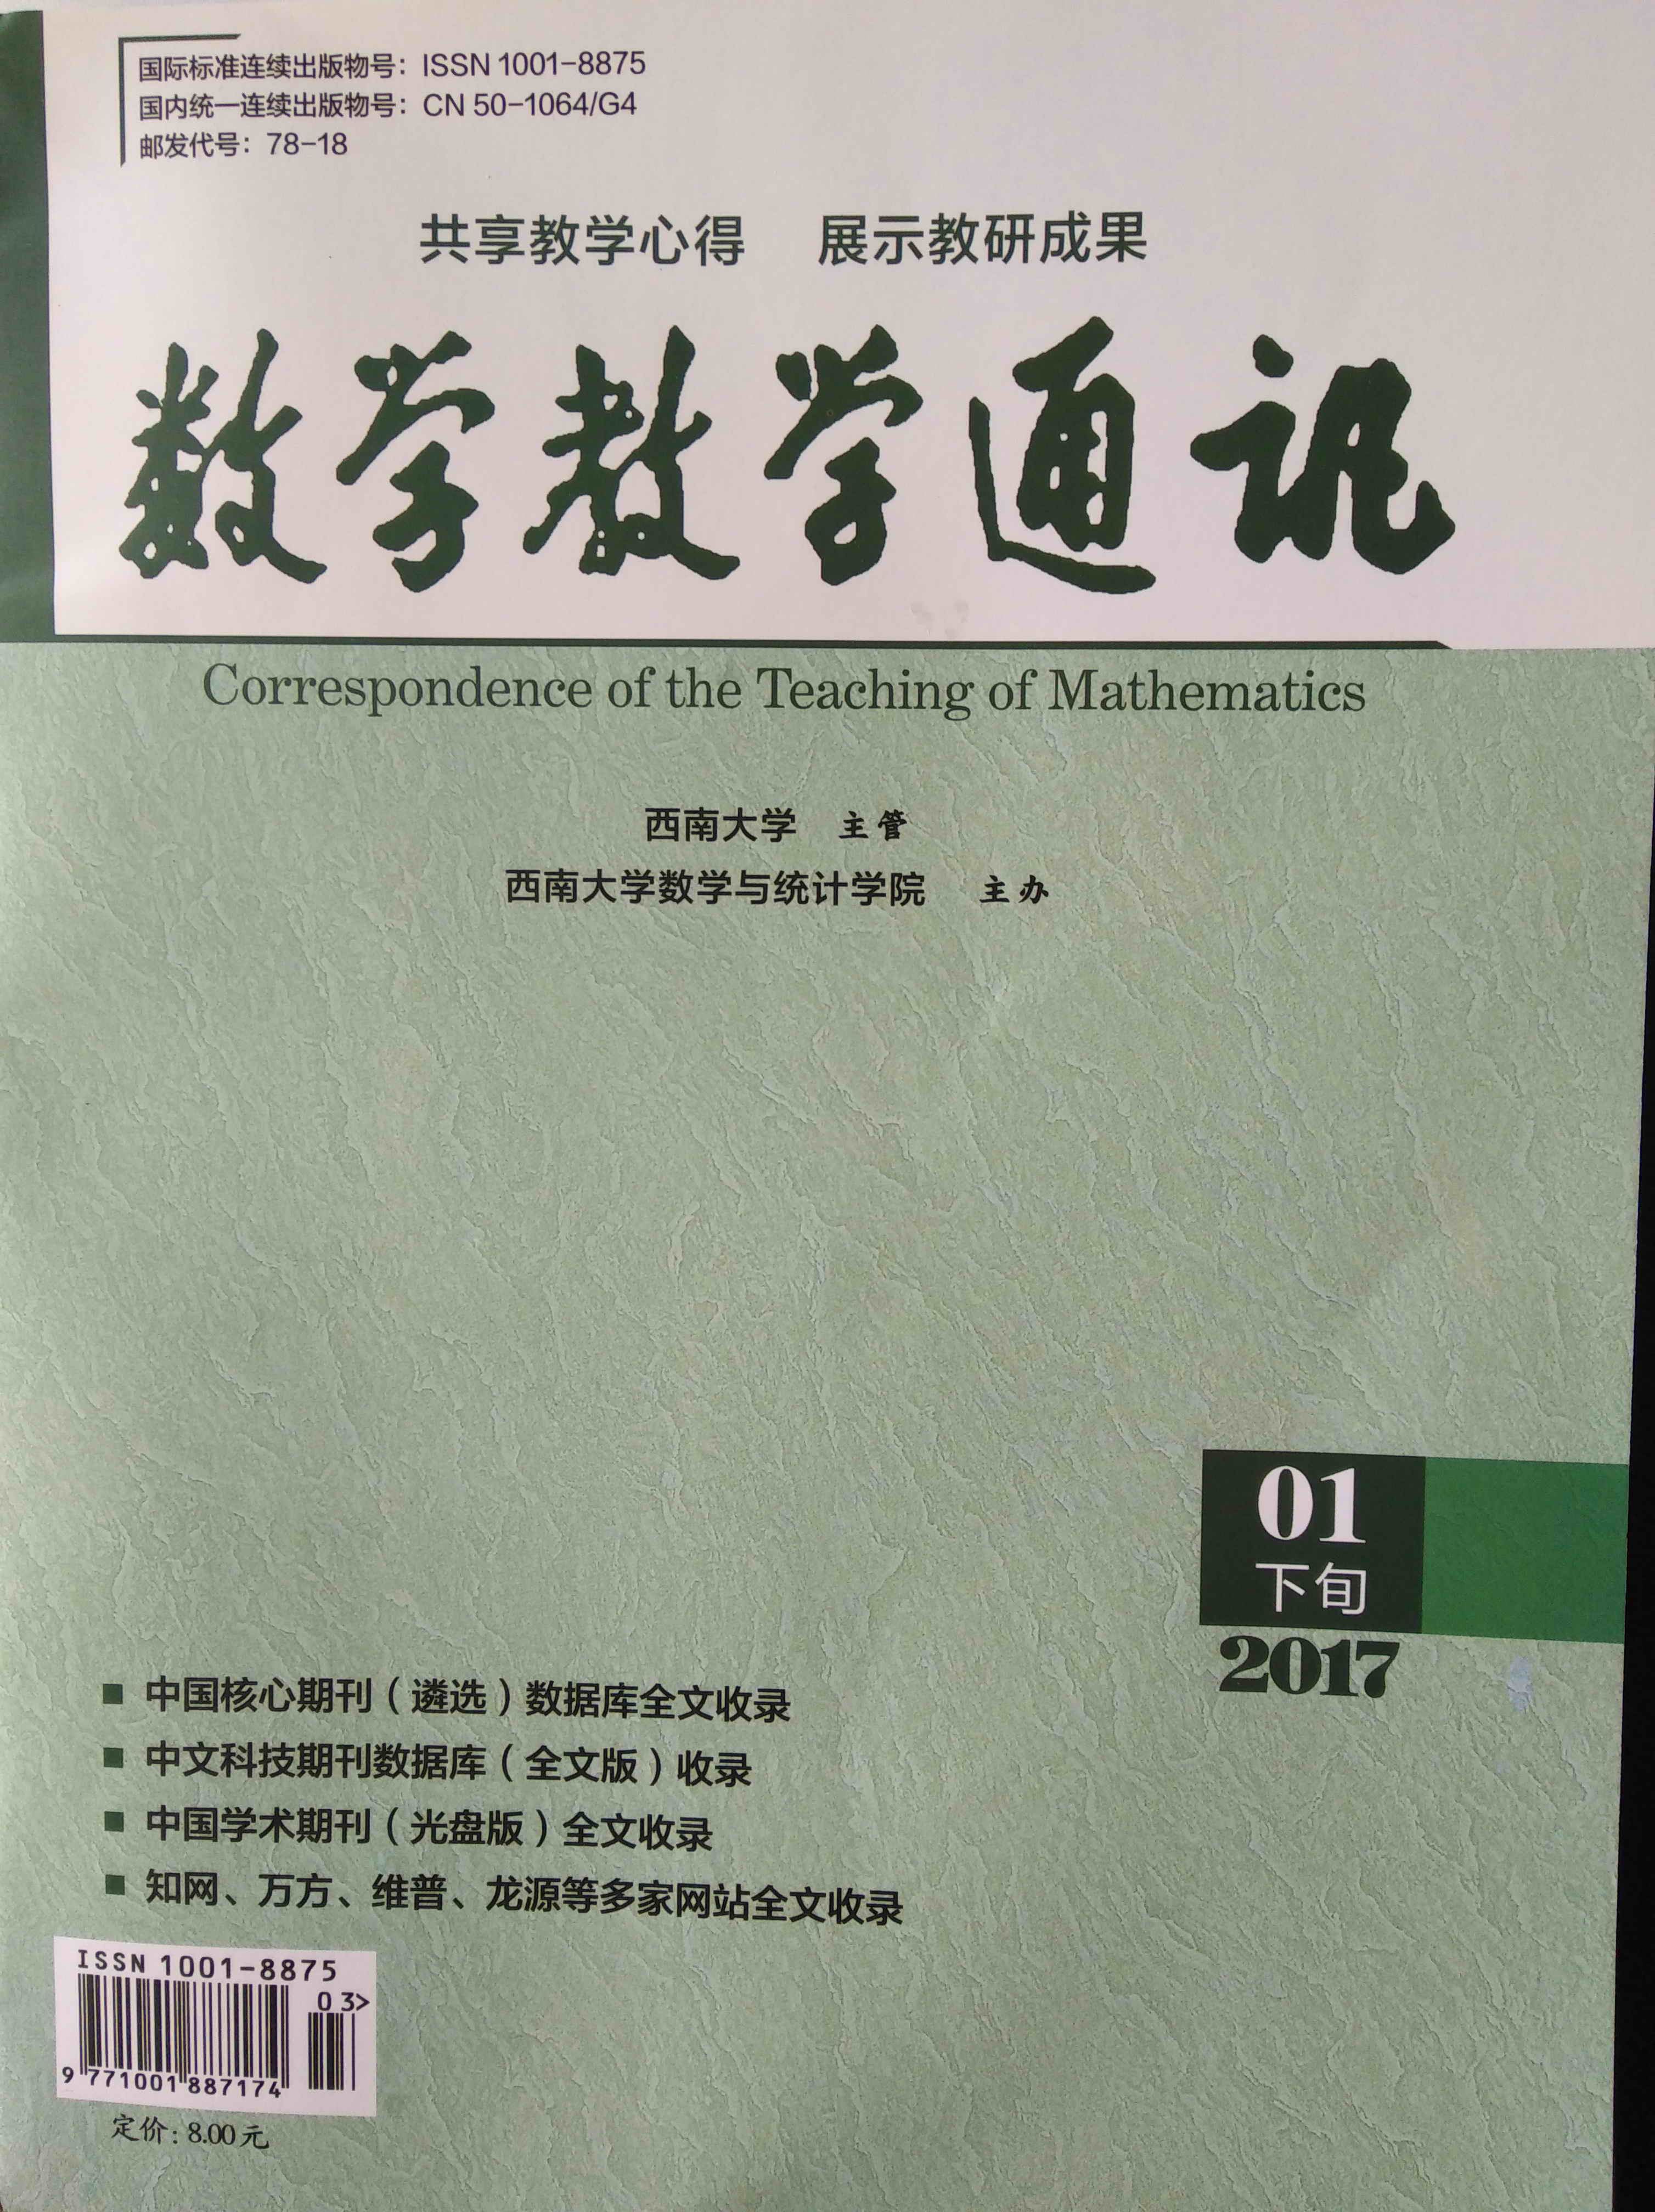 国际标准连续出版物号：ISSN 1001-8875
国内统一连续出版物号：CN 50-1064/G4
邮发代号：78-18
共享教学心得 展示教研成果
数学教学通讯
Correspondence of the Teaching of Mathematics
西南大学 主管
西南大学数学与统计学院 主办
01
下旬
2017
■ 中国核心期刊（遴选）数据库全文收录
■ 中文科技期刊数据库（全文版）收录
■ 中国学术期刊（光盘版）全文收录
■ 知网、万方、维普、龙源等多家网站全文收录
ISSN 1001-8875
03>
9 771001 887174
定价：8.00元